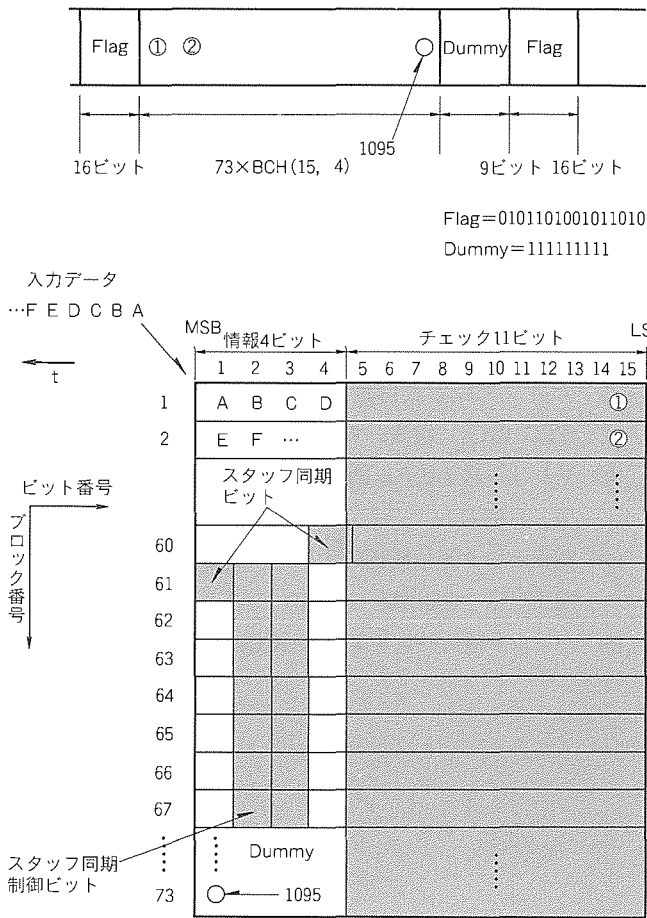 Flag ① ② Dummy Flag
1095
16ビット 73×BCH(15, 4) 9ビット 16ビット
Flag=0101101001011010
Dummy=111111111
入力データ
…F E D C B A
t
MSB 情報4ビット チェック11ビット LS
1 2 3 4 5 6 7 8 9 10 11 12 13 14 15
1 A B C D ①
2 E F … ②
スタッフ同期
ビット
ビット番号
ブロック番号
60
61
62
63
64
65
66
67
Dummy
スタッフ同期
制御ビット
73 1095